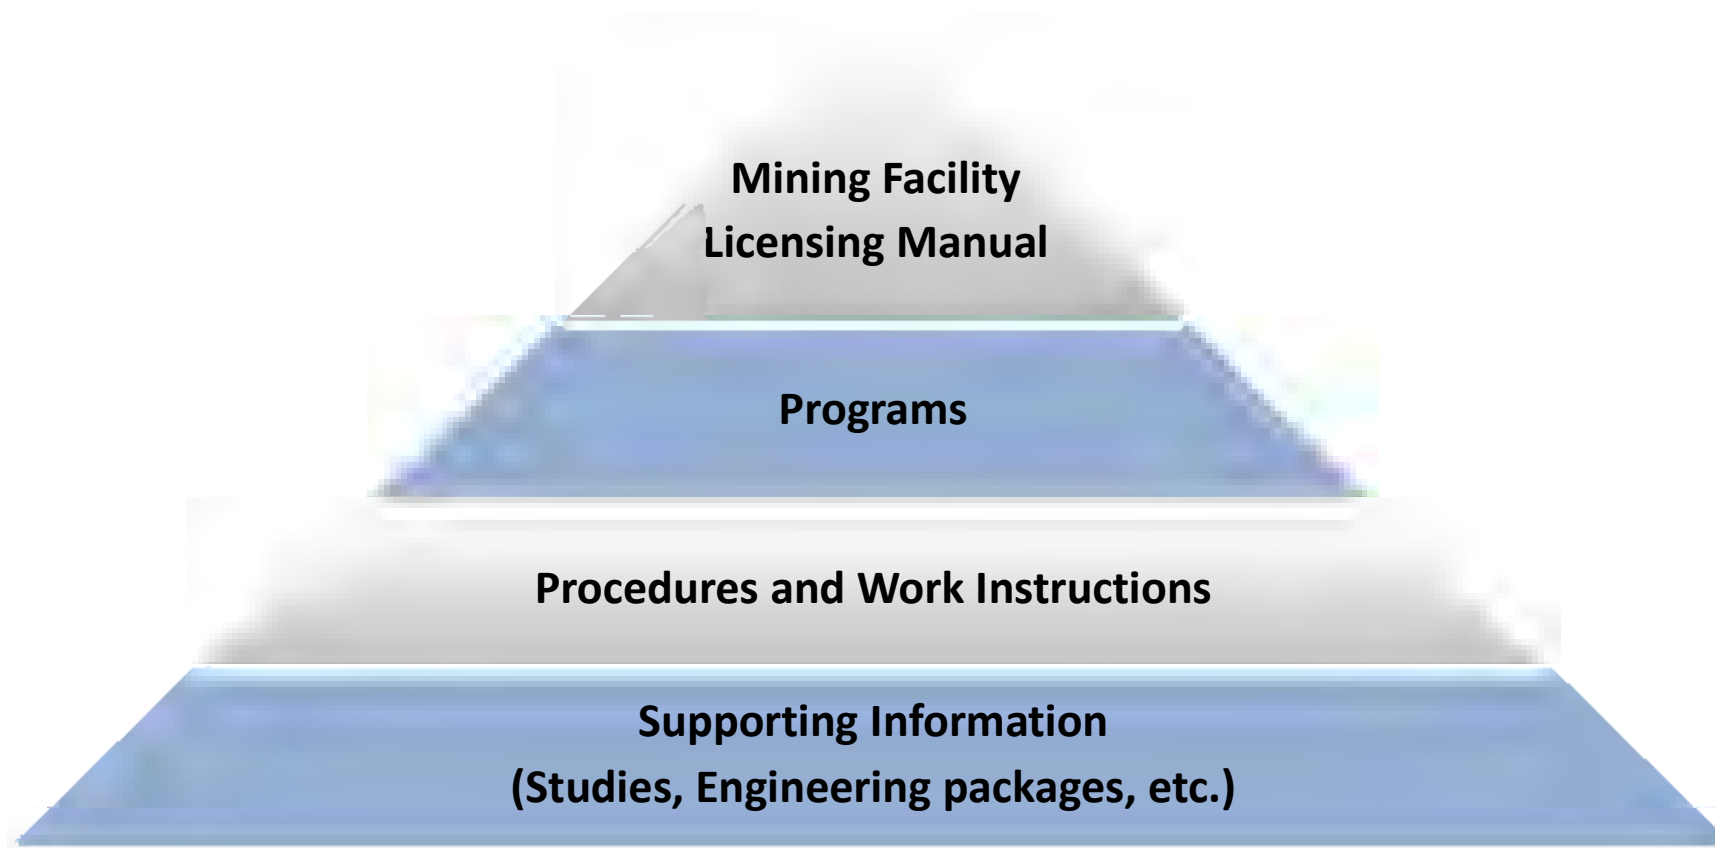 Mining Facility
Licensing Manual
Programs
Procedures and Work Instructions
Supporting Information
(Studies, Engineering packages, etc.)